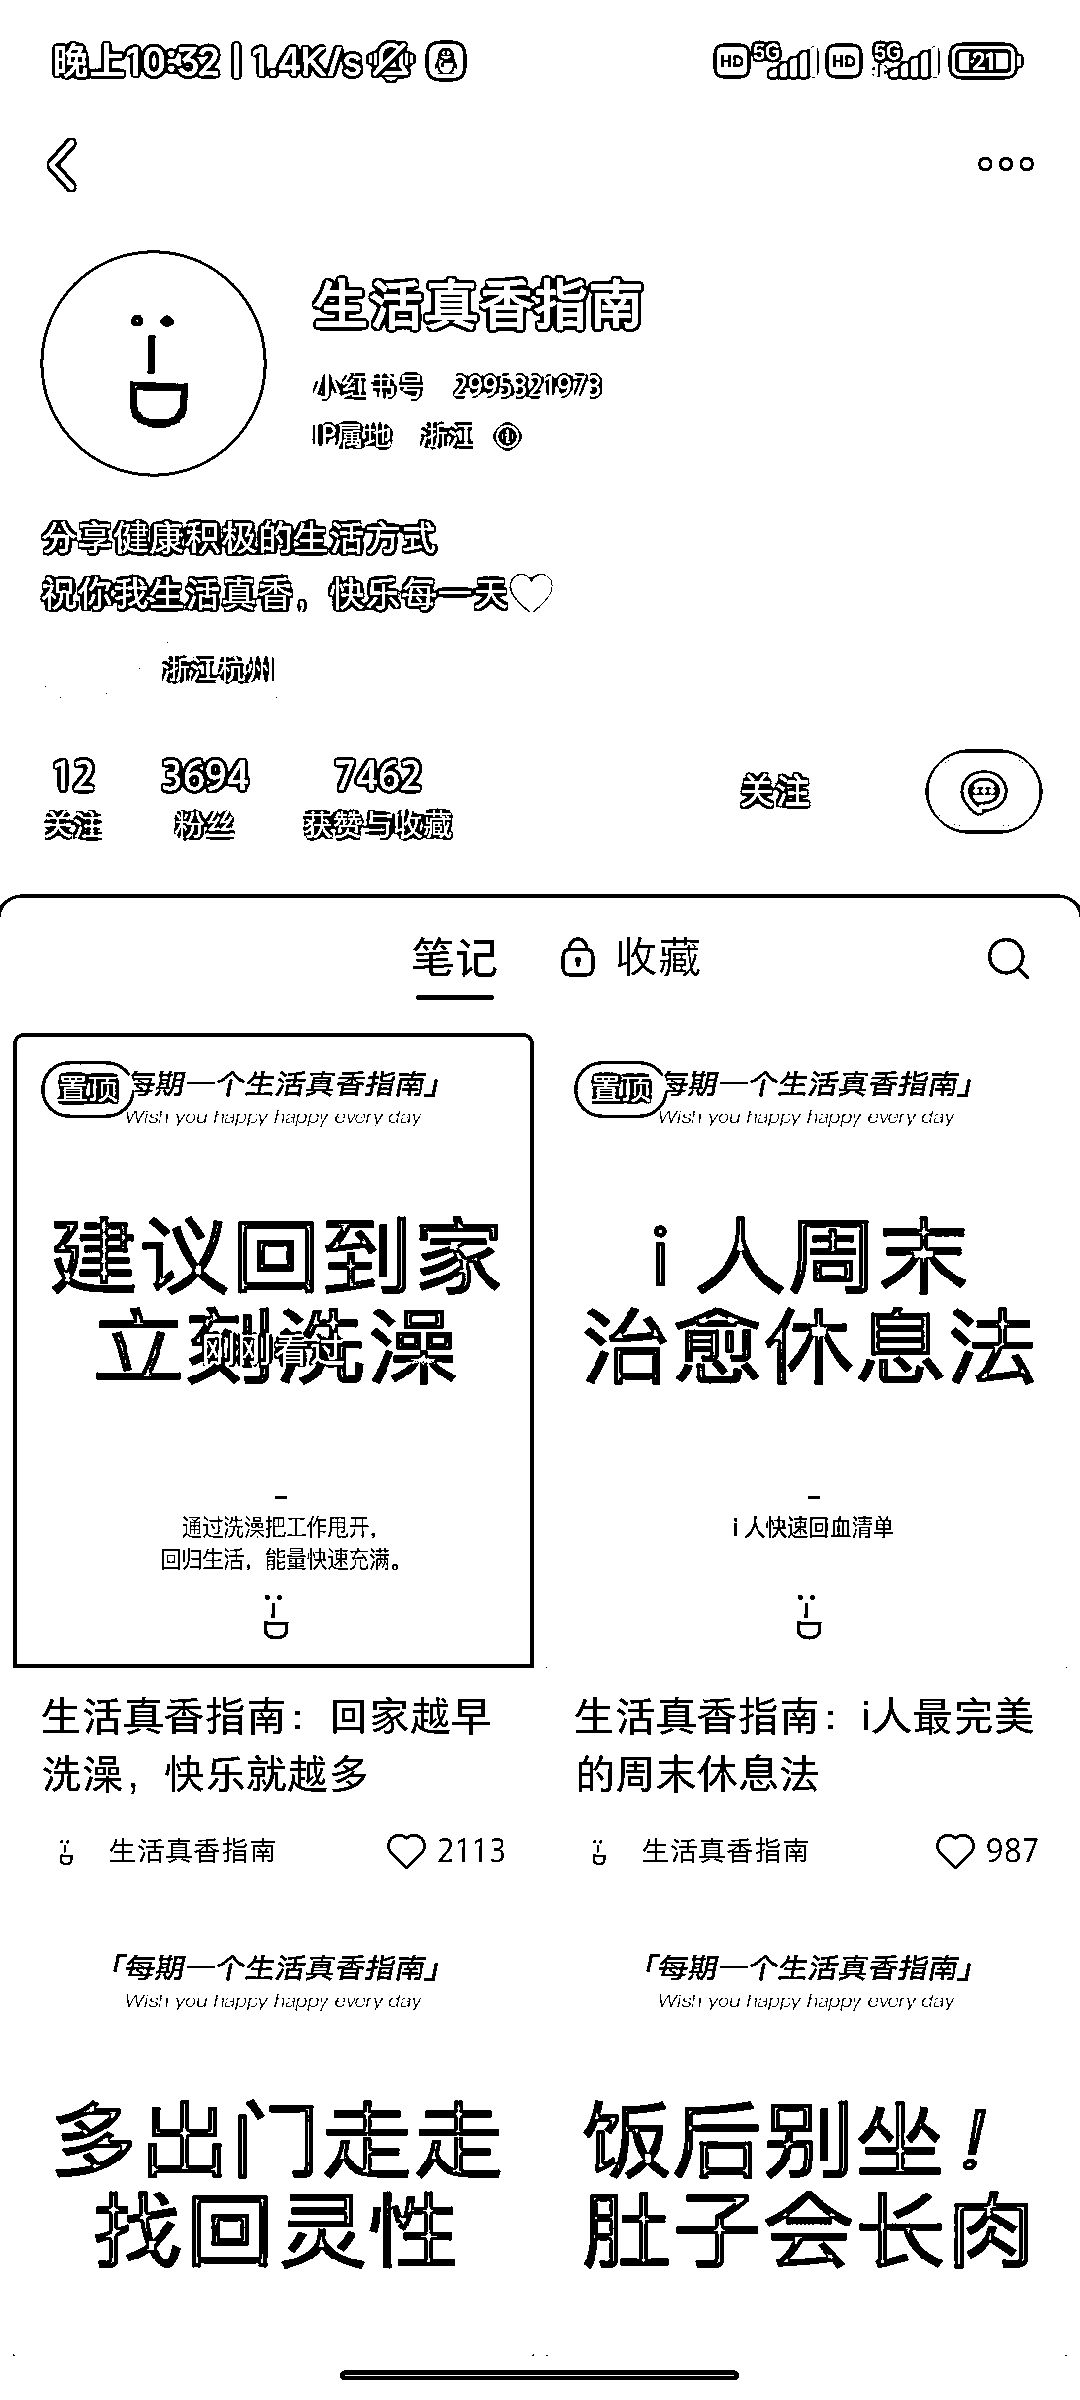 晚上10:32 | 1.4K/s
HD 5G HD 5G 21
生活真香指南
小红书号 2995321973
IP属地 浙江
分享健康积极的生活方式
祝你我生活真香。快乐每一天♡
浙江杭州
12 3694 7462
关注 粉丝 获赞与收藏
关注
笔记 收藏
置顶 每期一个生活真香指南」
Wish you happy happy every day
建议回到家
立刻洗澡
刚刚看过
通过洗澡把工作甩开,
回归生活,能量快速充满。
生活真香指南:回家越早
洗澡,快乐就越多
生活真香指南 2113
置顶 每期一个生活真香指南」
Wish you happy happy every day
i 人周末
治愈休息法
i 人快速回血清单
生活真香指南:i人最完美
的周末休息法
生活真香指南 987
「每期一个生活真香指南」
Wish you happy happy every day
多出门走走
找回灵性
「每期一个生活真香指南」
Wish you happy happy every day
饭后别坐!
肚子会长肉